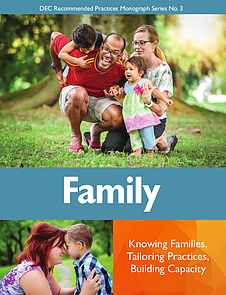 DEC Recommended Practices Monograph Series No. 3
Family
Knowing Families,
Tailoring Practices,
Building Capacity